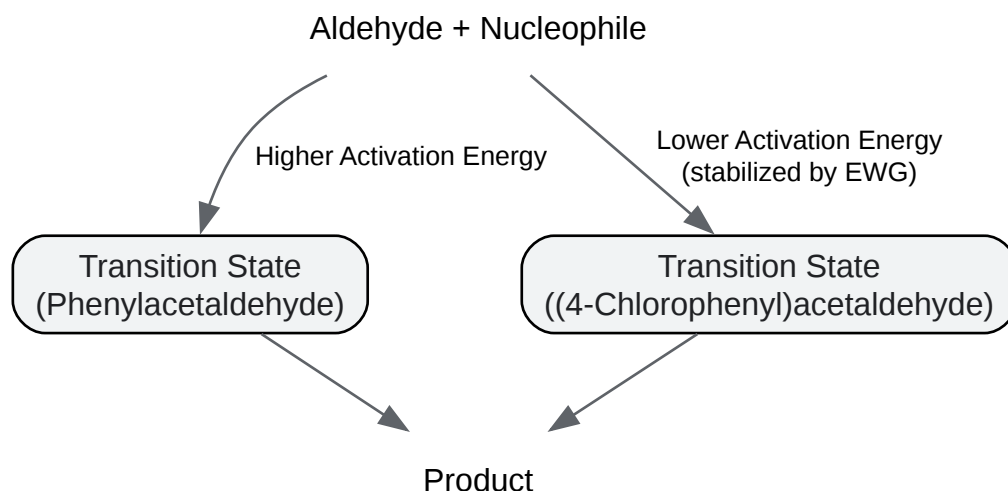 Aldehyde + Nucleophile
Higher Activation Energy
Lower Activation Energy
(stabilized by EWG)
Transition State
(Phenylacetaldehyde)
Transition State
((4-Chlorophenyl)acetaldehyde)
Product